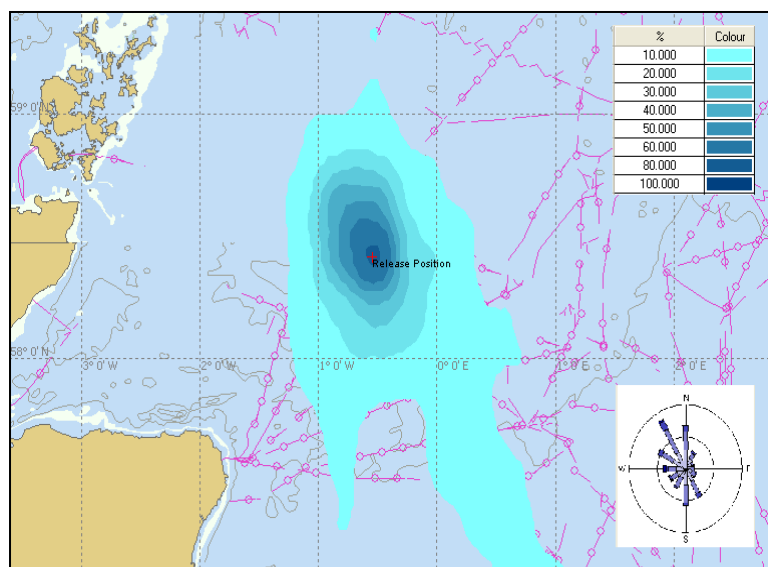 % Colour
10.000
20.000
30.000
40.000
50.000
60.000
80.000
100.000
59° 0' N
Release Position
58° 0' N
3° 0' W
2° 0' W
1° 0' W
0° 0' E
1° 0' E
2° 0' E
N
W
S